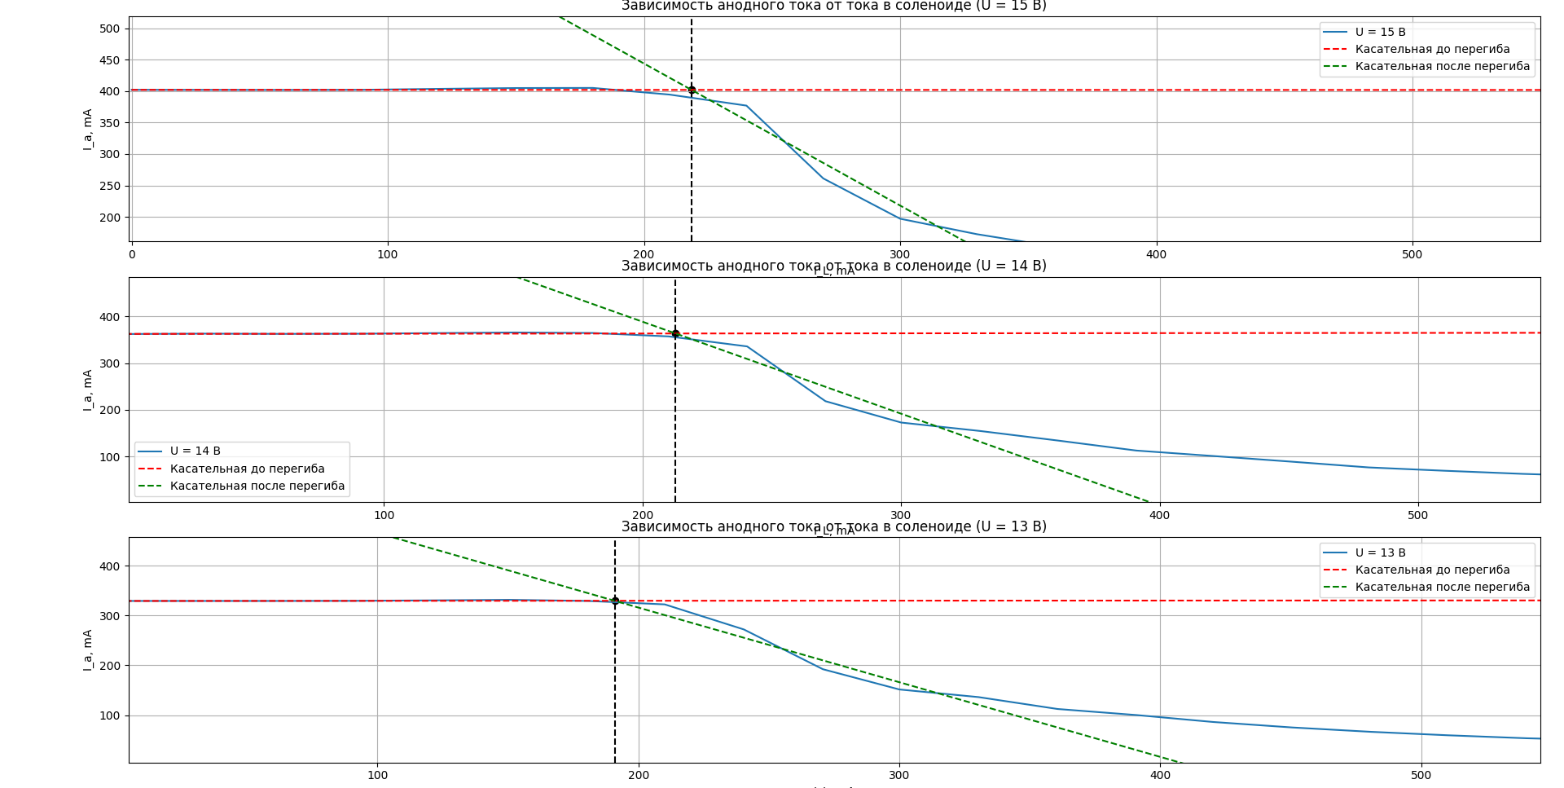 Зависимость анодного тока от тока в соленоиде (U = 15 В)
500
450
400
350
300
250
200
I_a, mA
U = 15 В
Касательная до перегиба
Касательная после перегиба
0
100
200
300
400
500
I_L, mA
Зависимость анодного тока от тока в соленоиде (U = 14 В)
400
300
200
100
I_a, mA
U = 14 В
Касательная до перегиба
Касательная после перегиба
100
200
300
400
500
I_L, mA
Зависимость анодного тока от тока в соленоиде (U = 13 В)
400
300
200
100
I_a, mA
U = 13 В
Касательная до перегиба
Касательная после перегиба
100
200
300
400
500